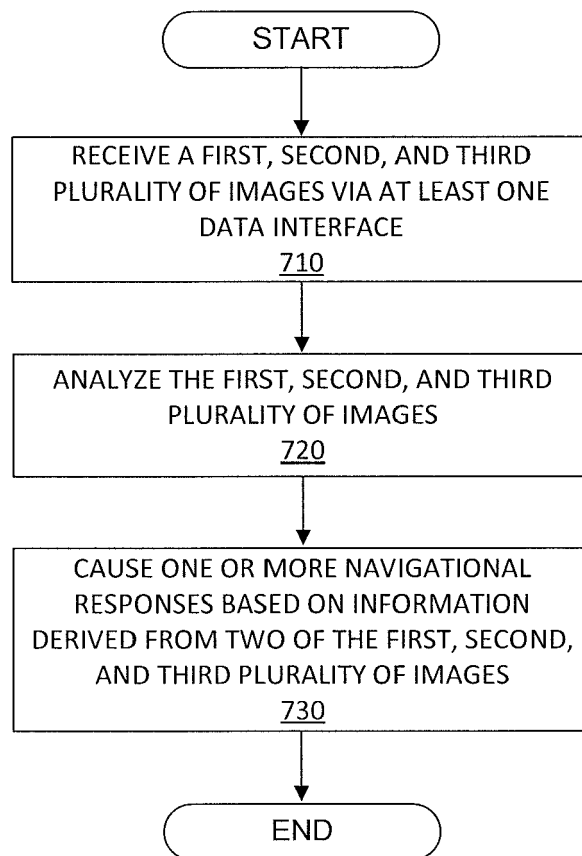 START
RECEIVE A FIRST, SECOND, AND THIRD
PLURALITY OF IMAGES VIA AT LEAST ONE
DATA INTERFACE
710
ANALYZE THE FIRST, SECOND, AND THIRD
PLURALITY OF IMAGES
720
CAUSE ONE OR MORE NAVIGATIONAL
RESPONSES BASED ON INFORMATION
DERIVED FROM TWO OF THE FIRST, SECOND,
AND THIRD PLURALITY OF IMAGES
730
END